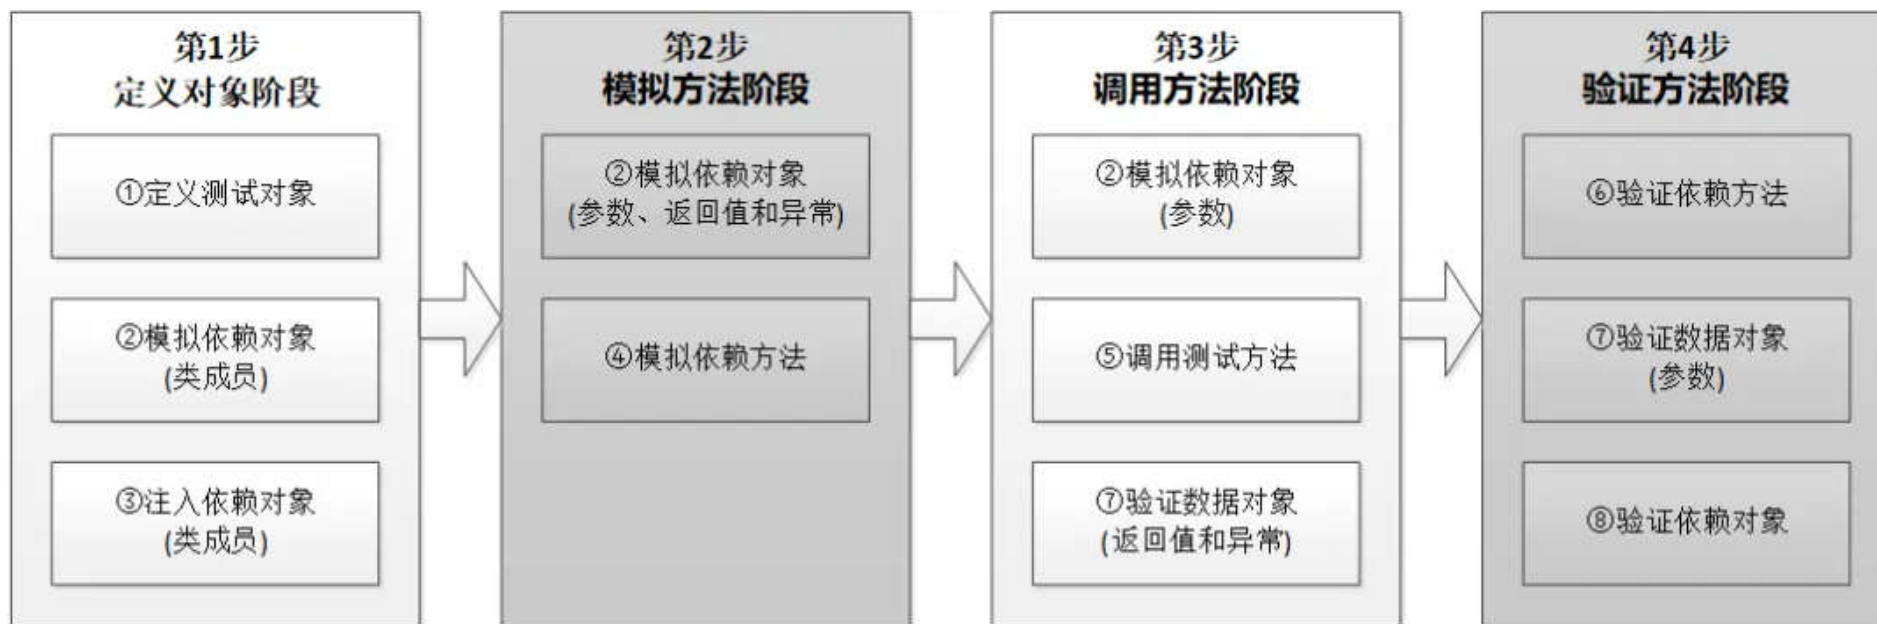 第1步
定义对象阶段
①定义测试对象
②模拟依赖对象
(类成员)
③注入依赖对象
(类成员)
第2步
模拟方法阶段
②模拟依赖对象
(参数、返回值和异常)
④模拟依赖方法
第3步
调用方法阶段
②模拟依赖对象
(参数)
⑤调用测试方法
⑦验证数据对象
(返回值和异常)
第4步
验证方法阶段
⑥验证依赖方法
⑦验证数据对象
(参数)
⑧验证依赖对象